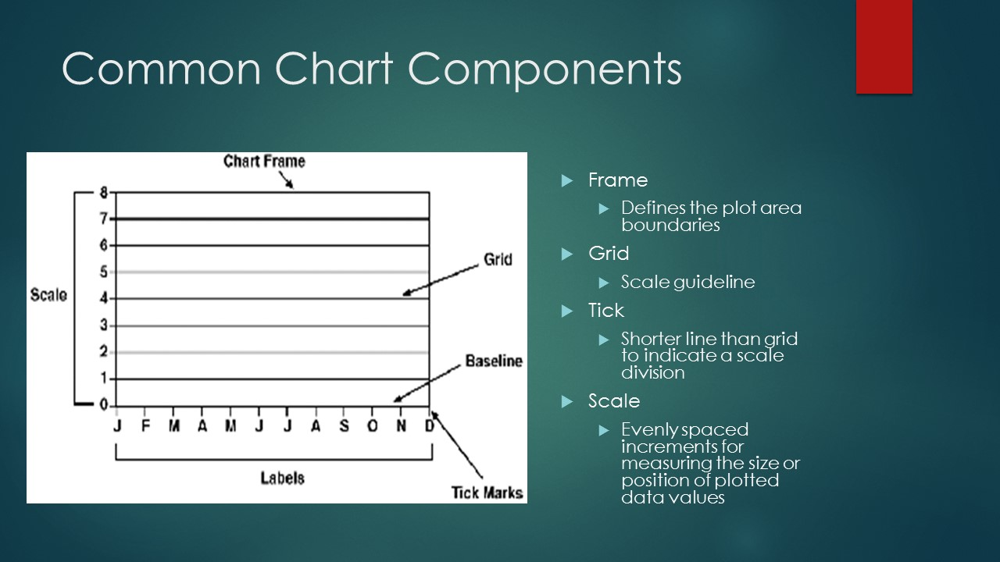 Common Chart Components
Chart Frame
8
7
6
Grid
5
Scale
4
3
2
Baseline
1
0
J F M A M J J A S O N D
Labels
Tick Marks
Frame
Defines the plot area
boundaries
Grid
Scale guideline
Tick
Shorter line than grid
to indicate a scale
division
Scale
Evenly spaced
increments for
measuring the size or
position of plotted
data values